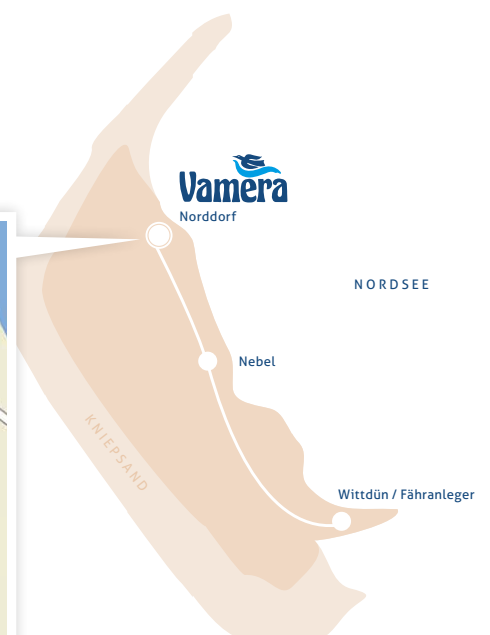 Vamera
Norddorf
NORDSEE
Nebel
KNIEPSAND
Wittdün / Fähranleger